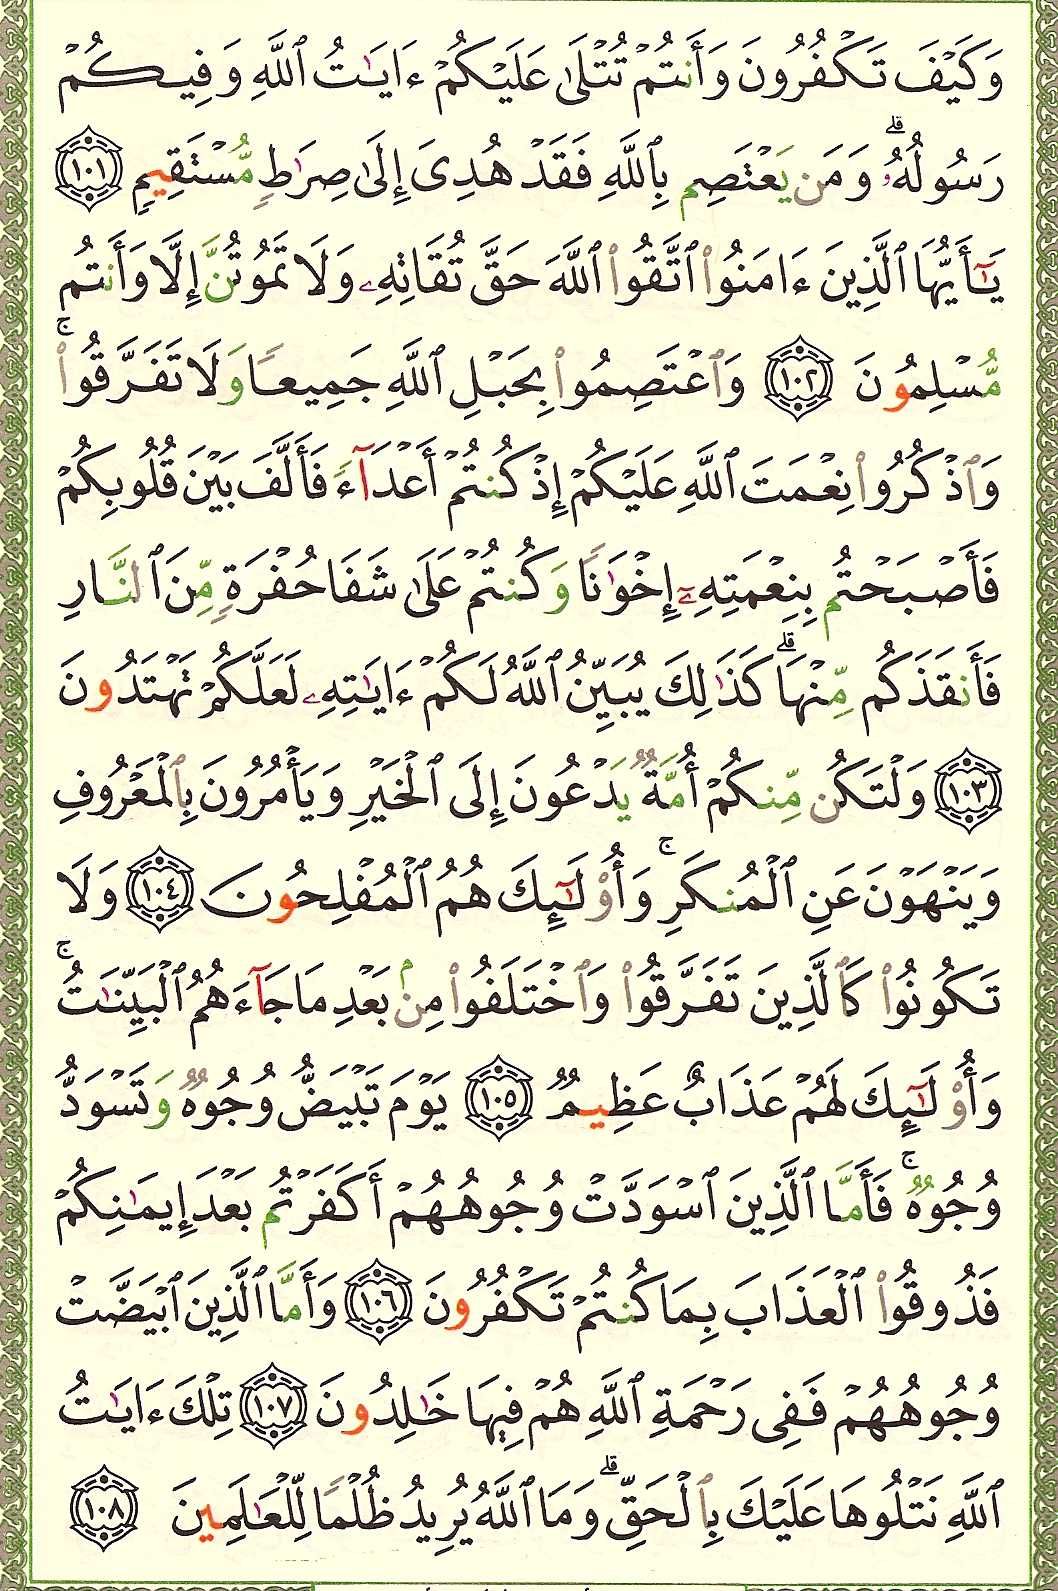 وَكَيْفَ تَكْفُرُونَ وَأَنتُمْ تُتْلَىٰ عَلَيْكُمْ ءَايَـٰتُ ٱللَّهِ وَفِيكُمْ
رَسُولُهُۥ ۗ وَمَن يَعْتَصِم بِٱللَّهِ فَقَدْ هُدِىَ إِلَىٰ صِرَٰطٍ مُّسْتَقِيمٍ ١٠١
يَـٰٓأَيُّهَا ٱلَّذِينَ ءَامَنُوا۟ ٱتَّقُوا۟ ٱللَّهَ حَقَّ تُقَاتِهِۦ وَلَا تَمُوتُنَّ إِلَّا وَأَنتُم
مُّسْلِمُونَ ١٠٢ وَٱعْتَصِمُوا۟ بِحَبْلِ ٱللَّهِ جَمِيعًا وَلَا تَفَرَّقُوا۟ ۚ
وَٱذْكُرُوا۟ نِعْمَتَ ٱللَّهِ عَلَيْكُمْ إِذْ كُنتُمْ أَعْدَآءً فَأَلَّفَ بَيْنَ قُلُوبِكُمْ
فَأَصْبَحْتُم بِنِعْمَتِهِۦٓ إِخْوَٰنًا وَكُنتُمْ عَلَىٰ شَفَا حُفْرَةٍ مِّنَ ٱلنَّارِ
فَأَنقَذَكُم مِّنْهَا ۗ كَذَٰلِكَ يُبَيِّنُ ٱللَّهُ لَكُمْ ءَايَـٰتِهِۦ لَعَلَّكُمْ تَهْتَدُونَ
١٠٣ وَلْتَكُن مِّنكُمْ أُمَّةٌ يَدْعُونَ إِلَى ٱلْخَيْرِ وَيَأْمُرُونَ بِٱلْمَعْرُوفِ
وَيَنْهَوْنَ عَنِ ٱلْمُنكَرِ ۚ وَأُو۟لَـٰٓئِكَ هُمُ ٱلْمُفْلِحُونَ ١٠٤ وَلَا
تَكُونُوا۟ كَٱلَّذِينَ تَفَرَّقُوا۟ وَٱخْتَلَفُوا۟ مِنۢ بَعْدِ مَا جَآءَهُمُ ٱلْبَيِّنَـٰتُ ۚ
وَأُو۟لَـٰٓئِكَ لَهُمْ عَذَابٌ عَظِيمٌ ١٠٥ يَوْمَ تَبْيَضُّ وُجُوهٌ وَتَسْوَدُّ
وُجُوهٌ ۚ فَأَمَّا ٱلَّذِينَ ٱسْوَدَّتْ وُجُوهُهُمْ أَكَفَرْتُم بَعْدَ إِيمَـٰنِكُمْ
فَذُوقُوا۟ ٱلْعَذَابَ بِمَا كُنتُمْ تَكْفُرُونَ ١٠٦ وَأَمَّا ٱلَّذِينَ ٱبْيَضَّتْ
وُجُوهُهُمْ فَفِى رَحْمَةِ ٱللَّهِ هُمْ فِيهَا خَـٰلِدُونَ ١٠٧ تِلْكَ ءَايَـٰتُ
ٱللَّهِ نَتْلُوهَا عَلَيْكَ بِٱلْحَقِّ ۗ وَمَا ٱللَّهُ يُرِيدُ ظُلْمًا لِّلْعَـٰلَمِينَ ١٠٨